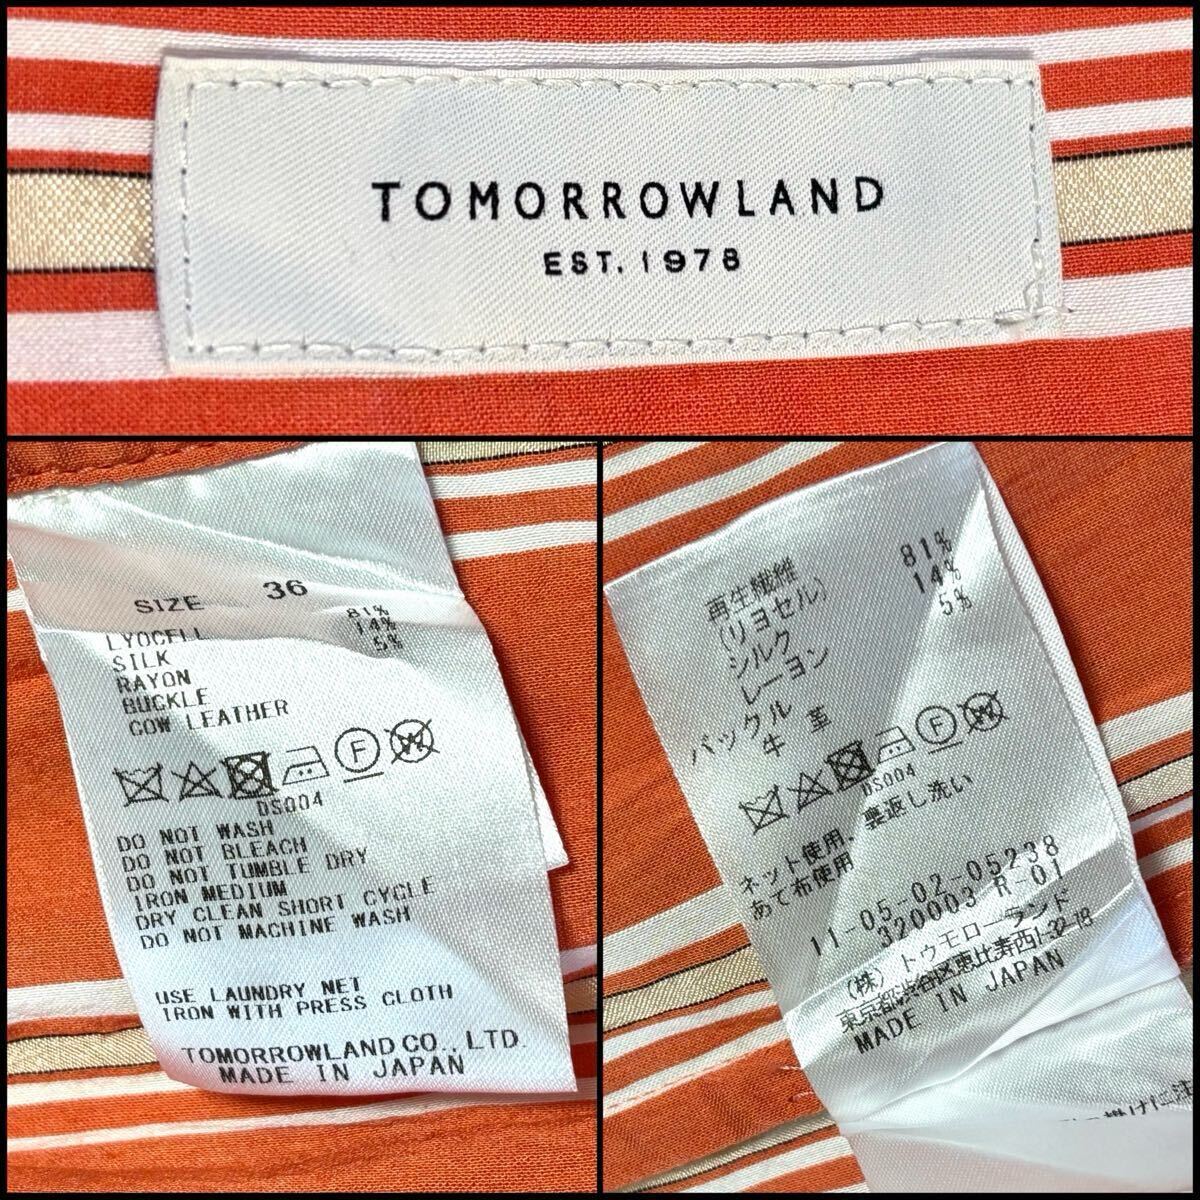 TOMORROWLAND
EST. 1978
SIZE 36
LYOCELL 81%
SILK 14%
RAYON 5%
BUCKLE
COW LEATHER
DS004
DO NOT WASH
DO NOT BLEACH
DO NOT TUMBLE DRY
IRON MEDIUM
DRY CLEAN SHORT CYCLE
DO NOT MACHINE WASH
USE LAUNDRY NET
IRON WITH PRESS CLOTH
TOMORROWLAND CO., LTD.
MADE IN JAPAN
再生繊維
(リヨセル) 81%
シルク 14%
レーヨン 5%
バックル
牛 革
DS004
ネット使用、裏返し洗い
あて布使用
11-05-02-05238
320003 R-01
(株) トゥモローランド
東京都渋谷区恵比寿西1-32-18
MADE IN JAPAN